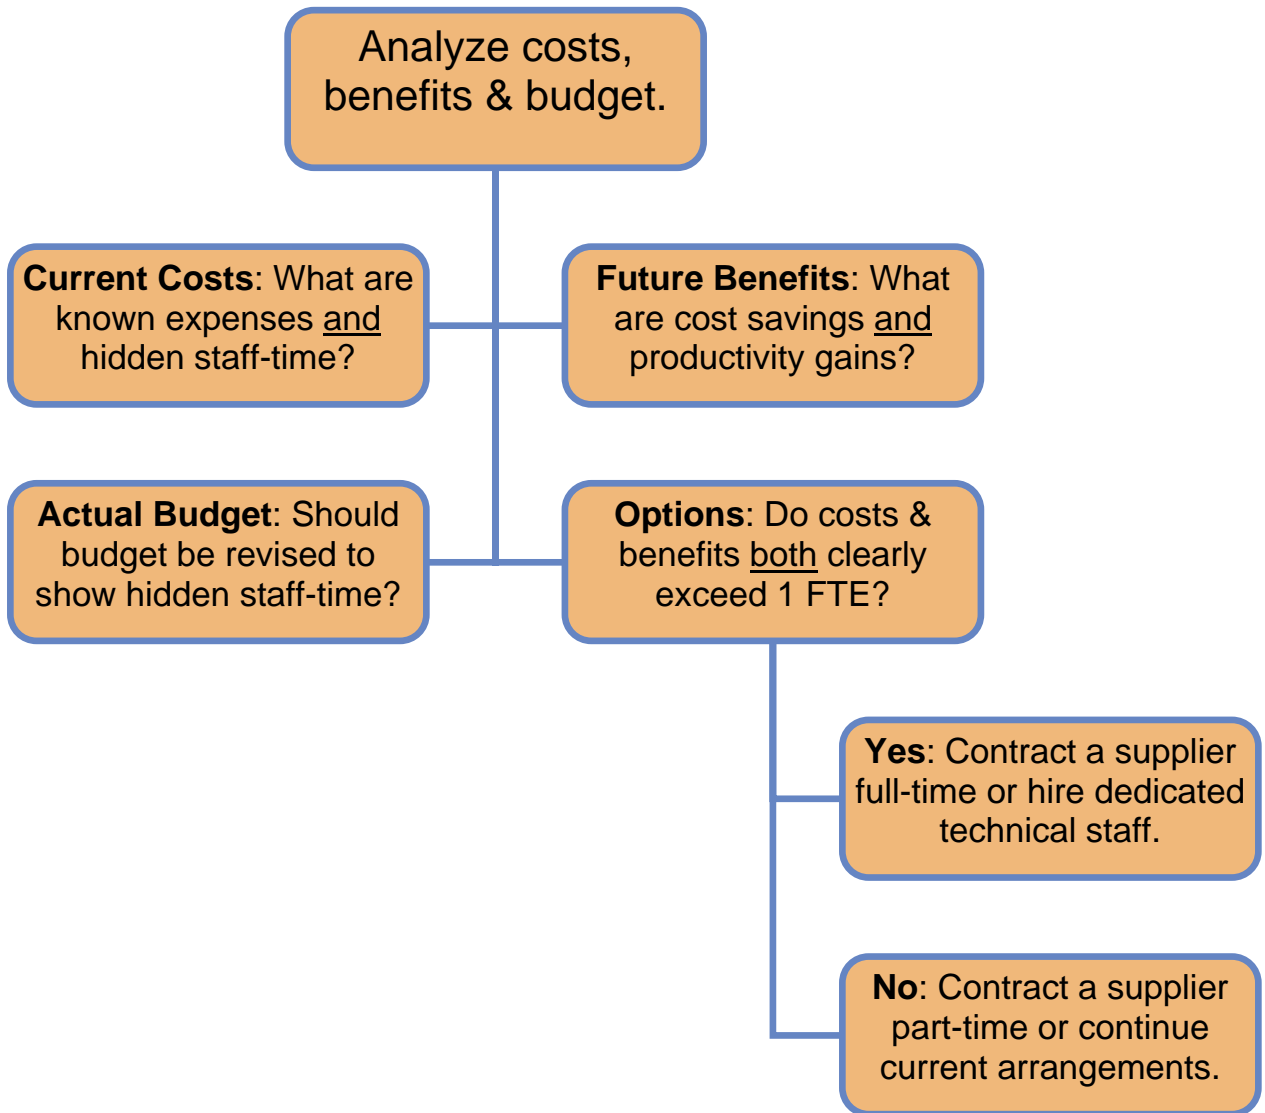 Analyze costs,
benefits & budget.
Current Costs: What are
known expenses and
hidden staff-time?
Future Benefits: What
are cost savings and
productivity gains?
Actual Budget: Should
budget be revised to
show hidden staff-time?
Options: Do costs &
benefits both clearly
exceed 1 FTE?
Yes: Contract a supplier
full-time or hire dedicated
technical staff.
No: Contract a supplier
part-time or continue
current arrangements.